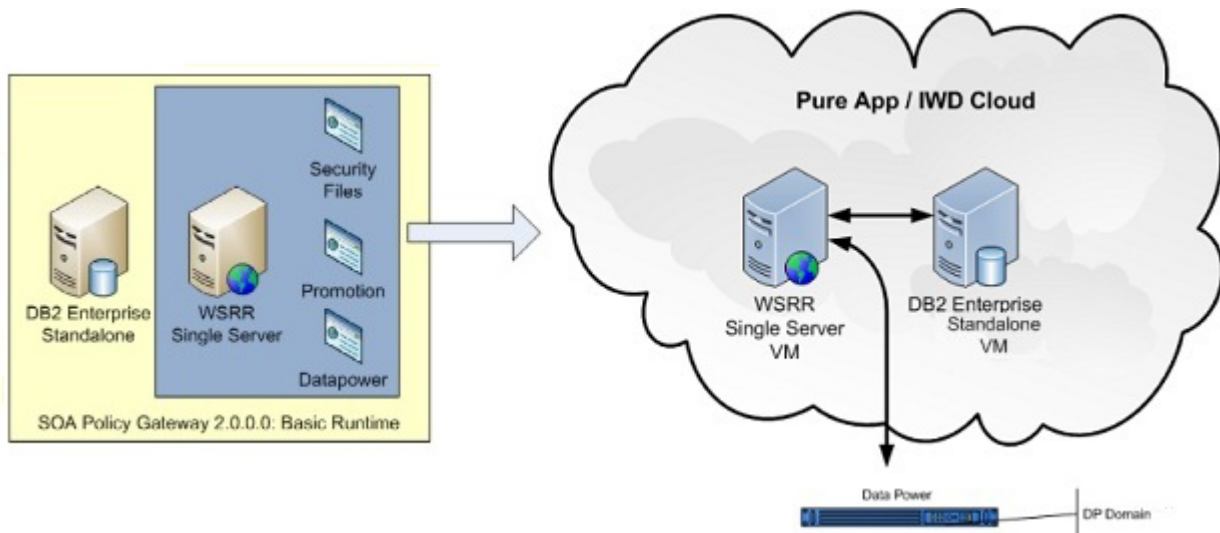 Security
Files
Promotion
Datapower
DB2 Enterprise
Standalone
WSRR
Single Server
SOA Policy Gateway 2.0.0.0: Basic Runtime
Pure App / IWD Cloud
WSRR
Single Server
VM
DB2 Enterprise
Standalone
VM
Data Power
DP Domain